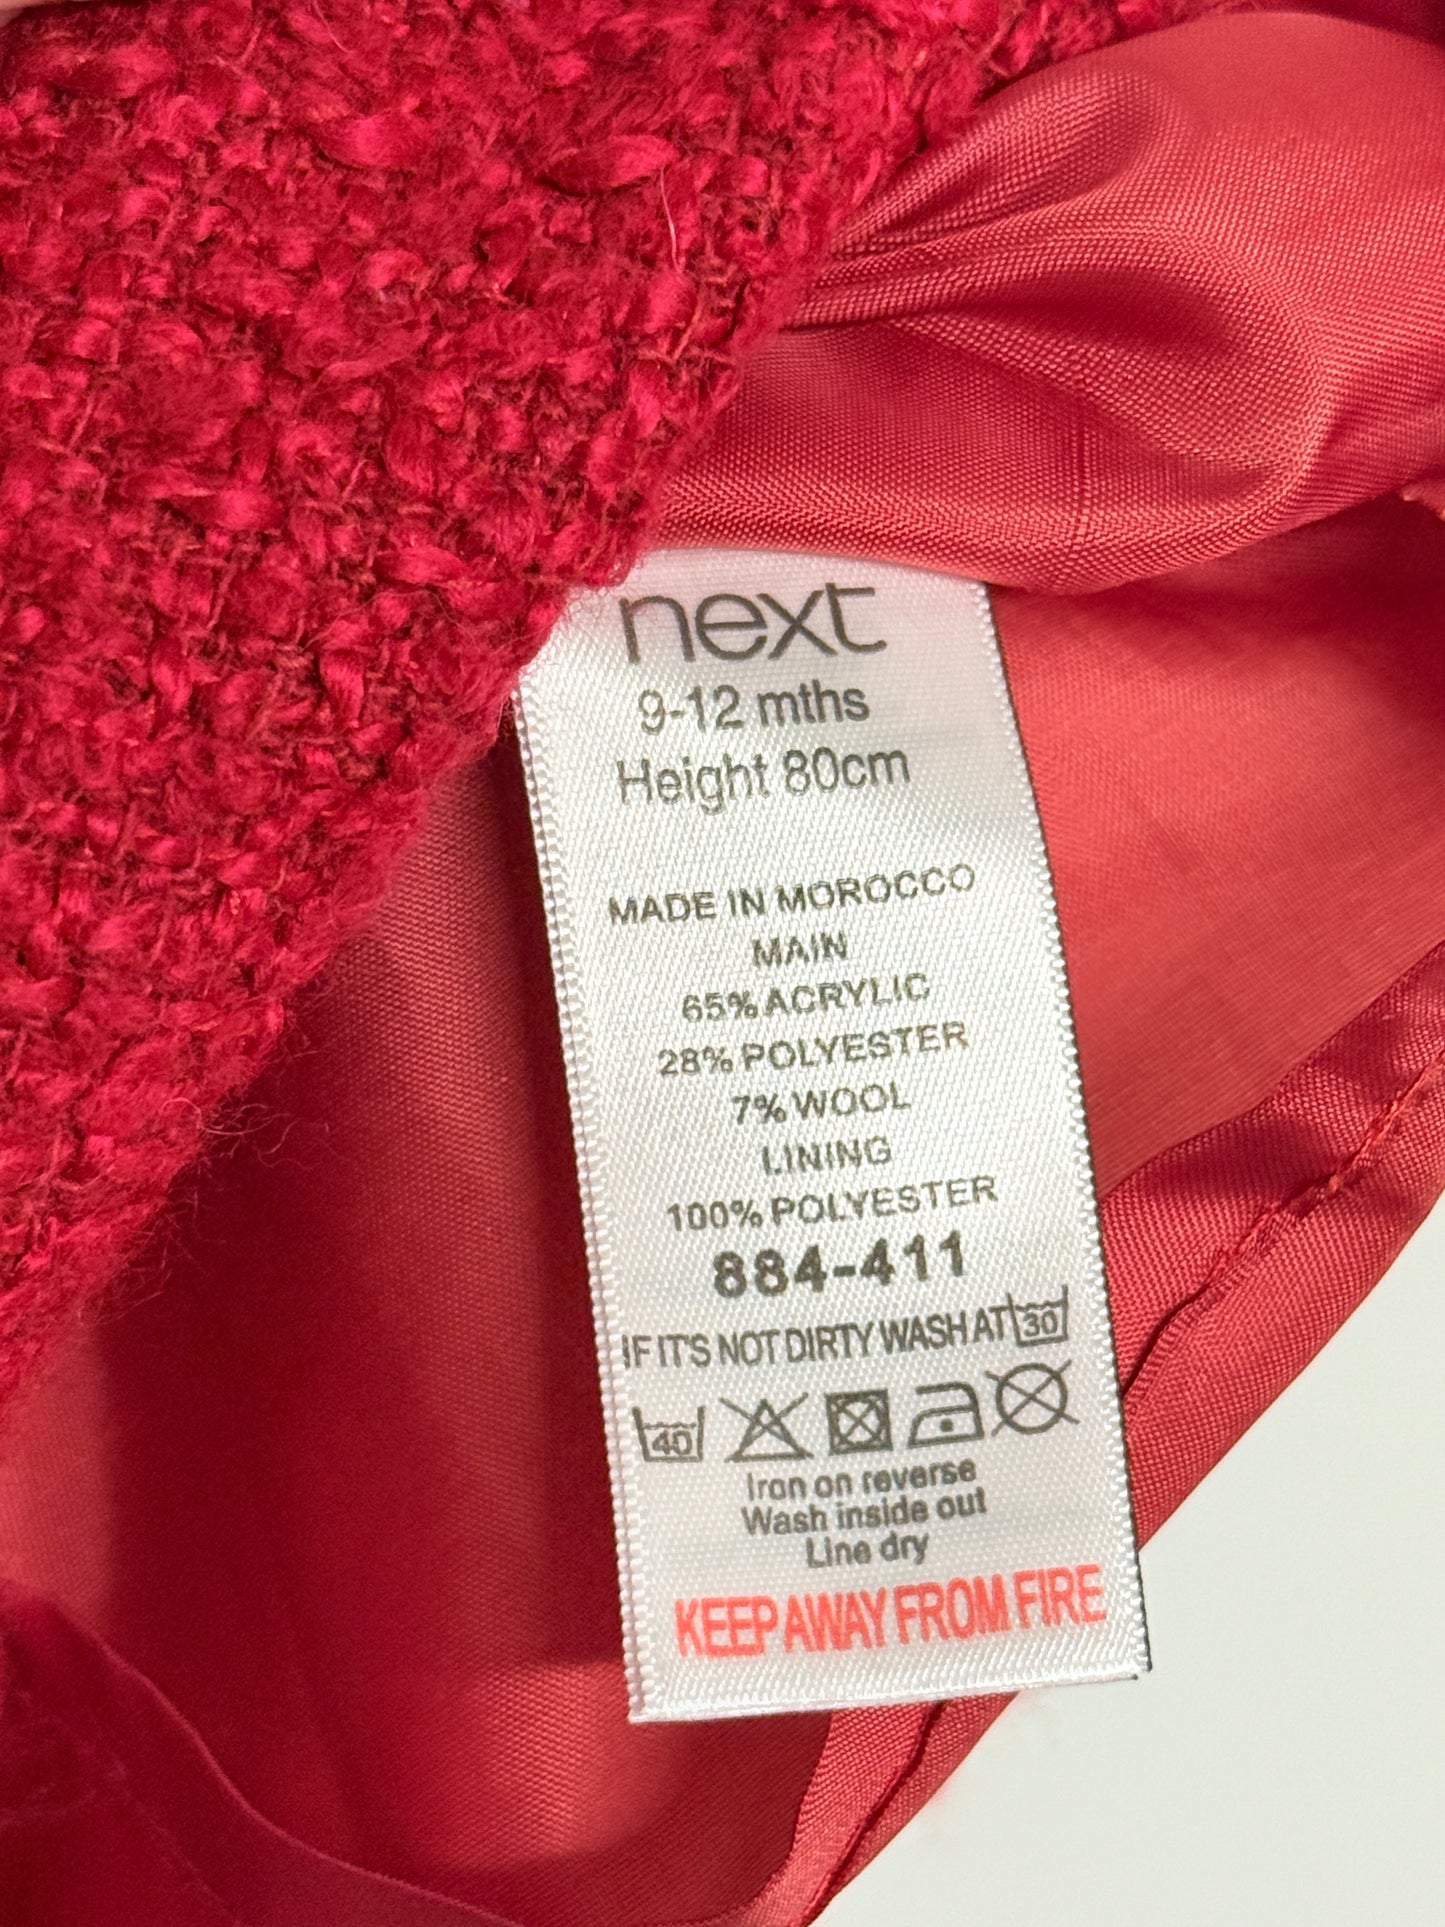 next
9-12 mths
Height 80cm
MADE IN MOROCCO
MAIN
65% ACRYLIC
28% POLYESTER
7% WOOL
LINING
100% POLYESTER
884-411
IF IT'S NOT DIRTY WASH AT 30
40
Iron on reverse
Wash inside out
Line dry
KEEP AWAY FROM FIRE